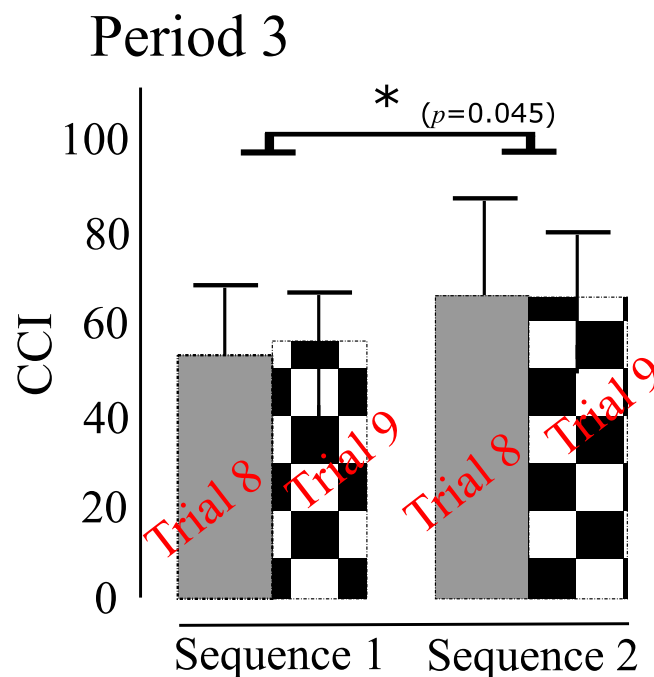 Period 3
*
(p=0.045)
100
80
60
40
20
0
CCI
Trial 8
Trial 9
Trial 8
Trial 9
Sequence 1
Sequence 2